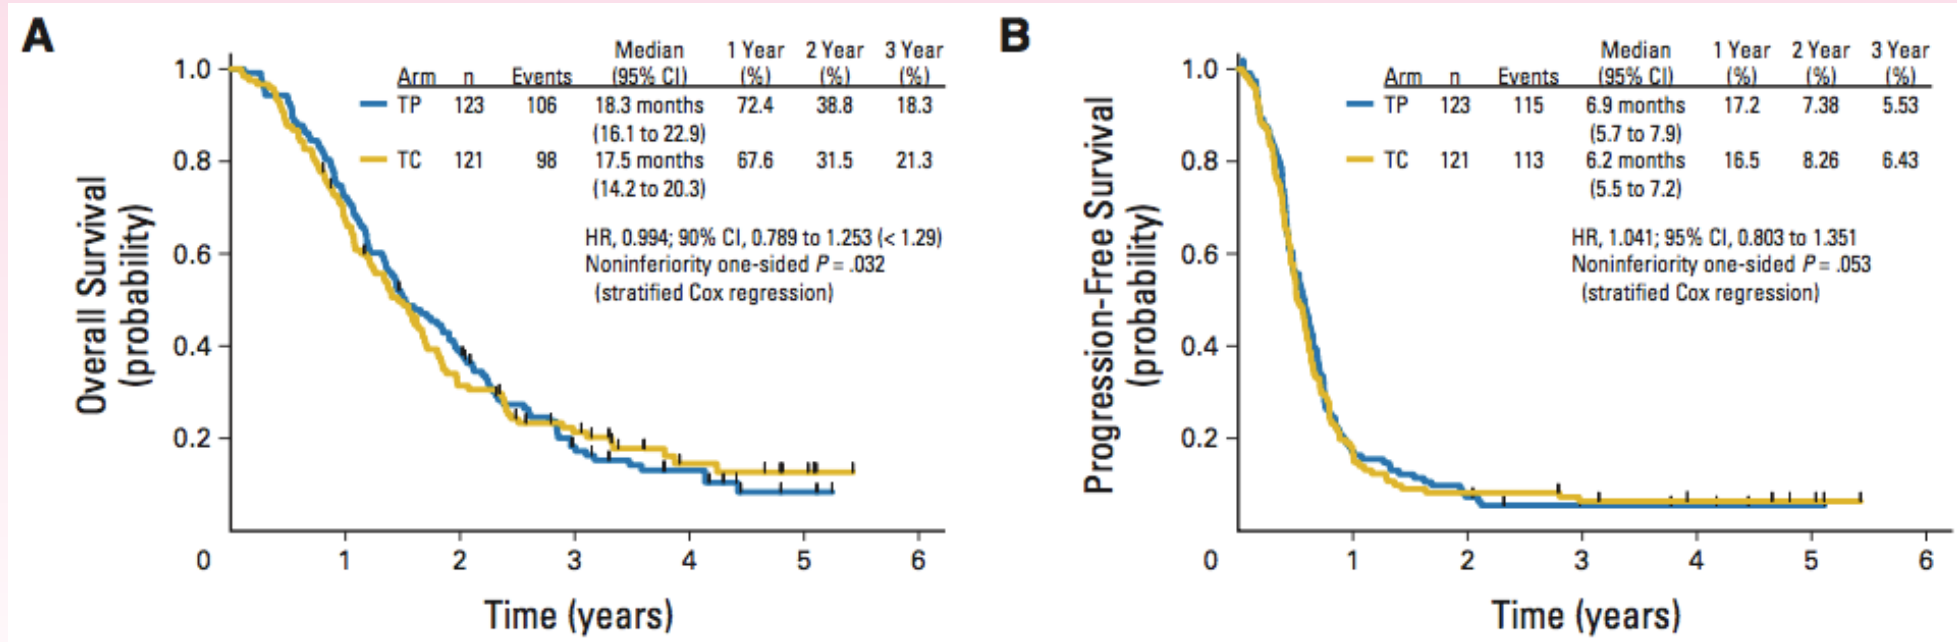 A
Overall Survival
(probability)
1.0
0.8
0.6
0.4
0.2
0
1
2
3
4
5
6
Time (years)
Median 1 Year 2 Year 3 Year
Arm n Events (95% CI) (%) (%) (%)
TP 123 106 18.3 months 72.4 38.8 18.3
(16.1 to 22.9)
TC 121 98 17.5 months 67.6 31.5 21.3
(14.2 to 20.3)
HR, 0.994; 90% CI, 0.789 to 1.253 (< 1.29)
Noninferiority one-sided P = .032
(stratified Cox regression)
B
Progression-Free Survival
(probability)
1.0
0.8
0.6
0.4
0.2
0
1
2
3
4
5
6
Time (years)
Median 1 Year 2 Year 3 Year
Arm n Events (95% CI) (%) (%) (%)
TP 123 115 6.9 months 17.2 7.38 5.53
(5.7 to 7.9)
TC 121 113 6.2 months 16.5 8.26 6.43
(5.5 to 7.2)
HR, 1.041; 95% CI, 0.803 to 1.351
Noninferiority one-sided P = .053
(stratified Cox regression)